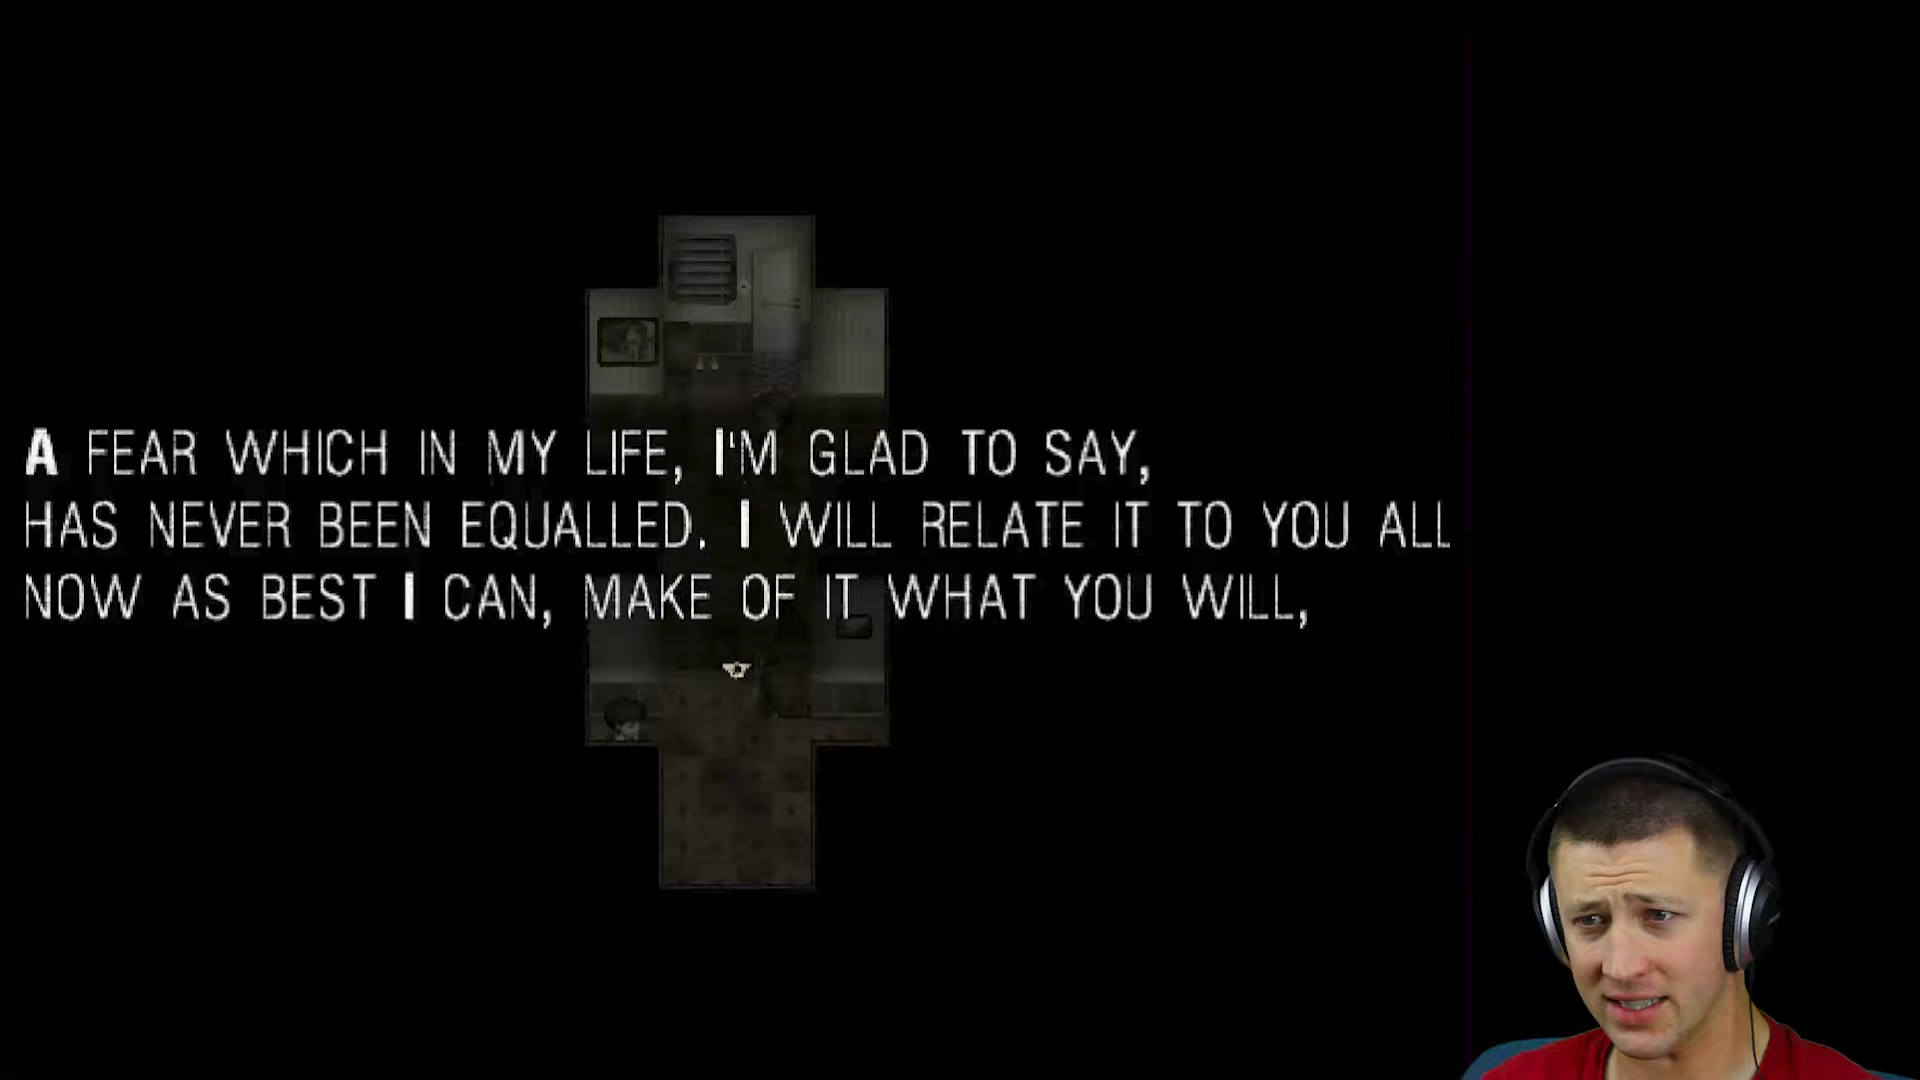 A FEAR WHICH IN MY LIFE, I'M GLAD TO SAY,
HAS NEVER BEEN EQUALLED. I WILL RELATE IT TO YOU ALL
NOW AS BEST I CAN, MAKE OF IT WHAT YOU WILL,